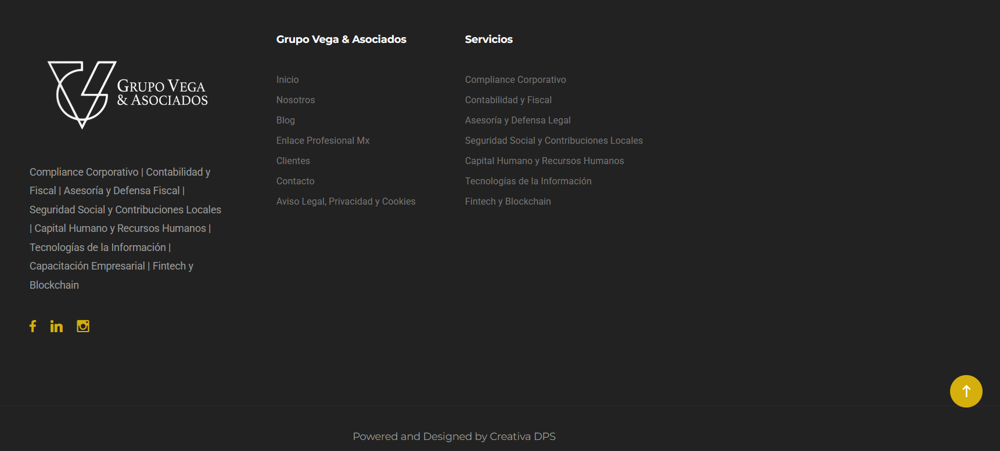 GRUPO VEGA
& ASOCIADOS
Compliance Corporativo | Contabilidad y
Fiscal | Asesoría y Defensa Fiscal |
Seguridad Social y Contribuciones Locales
| Capital Humano y Recursos Humanos |
Tecnologías de la Información |
Capacitación Empresarial | Fintech y
Blockchain
Grupo Vega & Asociados
Inicio
Nosotros
Blog
Enlace Profesional Mx
Clientes
Contacto
Aviso Legal, Privacidad y Cookies
Servicios
Compliance Corporativo
Contabilidad y Fiscal
Asesoría y Defensa Legal
Seguridad Social y Contribuciones Locales
Capital Humano y Recursos Humanos
Tecnologías de la Información
Fintech y Blockchain
Powered and Designed by Creativa DPS